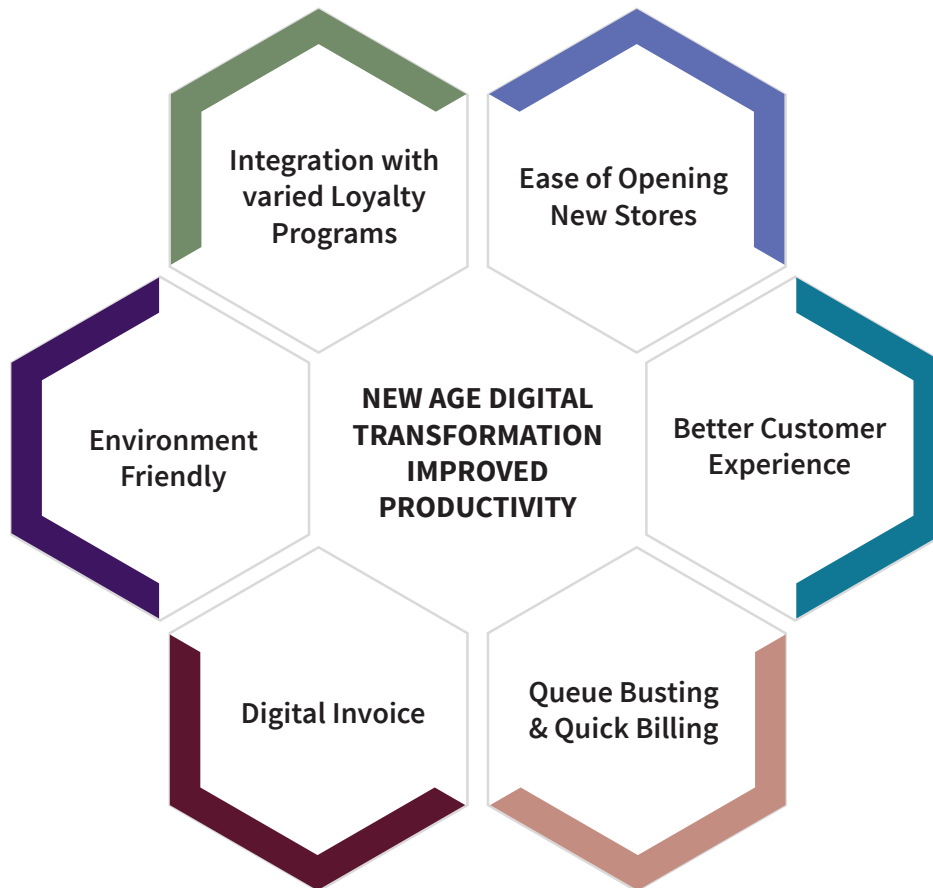 Integration with
varied Loyalty
Programs
Ease of Opening
New Stores
Environment
Friendly
NEW AGE DIGITAL
TRANSFORMATION
IMPROVED
PRODUCTIVITY
Better Customer
Experience
Digital Invoice
Queue Busting
& Quick Billing